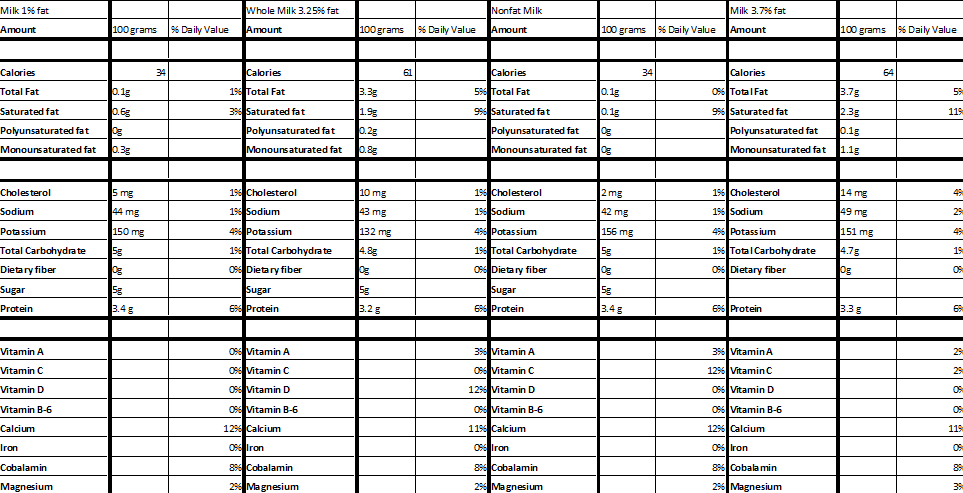 Milk 1% fat Whole Milk 3.25% fat Nonfat Milk Milk 3.7% fat
Amount 100 grams % Daily Value Amount 100 grams % Daily Value Amount 100 grams % Daily Value Amount 100 grams % Daily Value
Calories 34 Calories 61 Calories 34 Calories 64
Total Fat 0.1g 1% Total Fat 3.3g 5% Total Fat 0.1g 0% Total Fat 3.7g 5%
Saturated fat 0.6g 3% Saturated fat 1.9g 9% Saturated fat 0.1g 9% Saturated fat 2.3g 11%
Polyunsaturated fat 0g Polyunsaturated fat 0.2g Polyunsaturated fat 0g Polyunsaturated fat 0.1g
Monounsaturated fat 0.3g Monounsaturated fat 0.8g Monounsaturated fat 0g Monounsaturated fat 1.1g
Cholesterol 5 mg 1% Cholesterol 10 mg 1% Cholesterol 2 mg 1% Cholesterol 14 mg 4%
Sodium 44 mg 1% Sodium 43 mg 1% Sodium 42 mg 1% Sodium 49 mg 2%
Potassium 150 mg 4% Potassium 132 mg 4% Potassium 156 mg 4% Potassium 151 mg 4%
Total Carbohydrate 5g 1% Total Carbohydrate 4.8g 1% Total Carbohydrate 5g 1% Total Carbohydrate 4.7g 1%
Dietary fiber 0g 0% Dietary fiber 0g 0% Dietary fiber 0g 0% Dietary fiber 0g 0%
Sugar 5g Sugar 5g Sugar 5g
Protein 3.4 g 6% Protein 3.2 g 6% Protein 3.4 g 6% Protein 3.3 g 6%
Vitamin A 0% Vitamin A 3% Vitamin A 3% Vitamin A 2%
Vitamin C 0% Vitamin C 0% Vitamin C 12% Vitamin C 2%
Vitamin D 0% Vitamin D 12% Vitamin D 0% Vitamin D 0%
Vitamin B-6 0% Vitamin B-6 0% Vitamin B-6 0% Vitamin B-6 0%
Calcium 12% Calcium 11% Calcium 12% Calcium 11%
Iron 0% Iron 0% Iron 0% Iron 0%
Cobalamin 8% Cobalamin 8% Cobalamin 8% Cobalamin 8%
Magnesium 2% Magnesium 2% Magnesium 2% Magnesium 3%